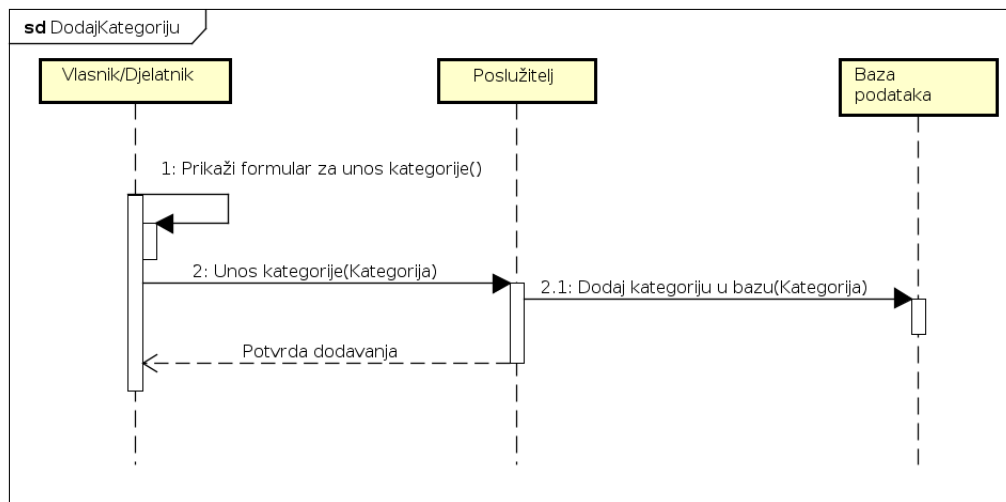 sd DodajKategoriju
Vlasnik/Djelatnik
Poslužitelj
Baza
podataka
1: Prikaži formular za unos kategorije()
2: Unos kategorije(Kategorija)
2.1: Dodaj kategoriju u bazu(Kategorija)
Potvrda dodavanja